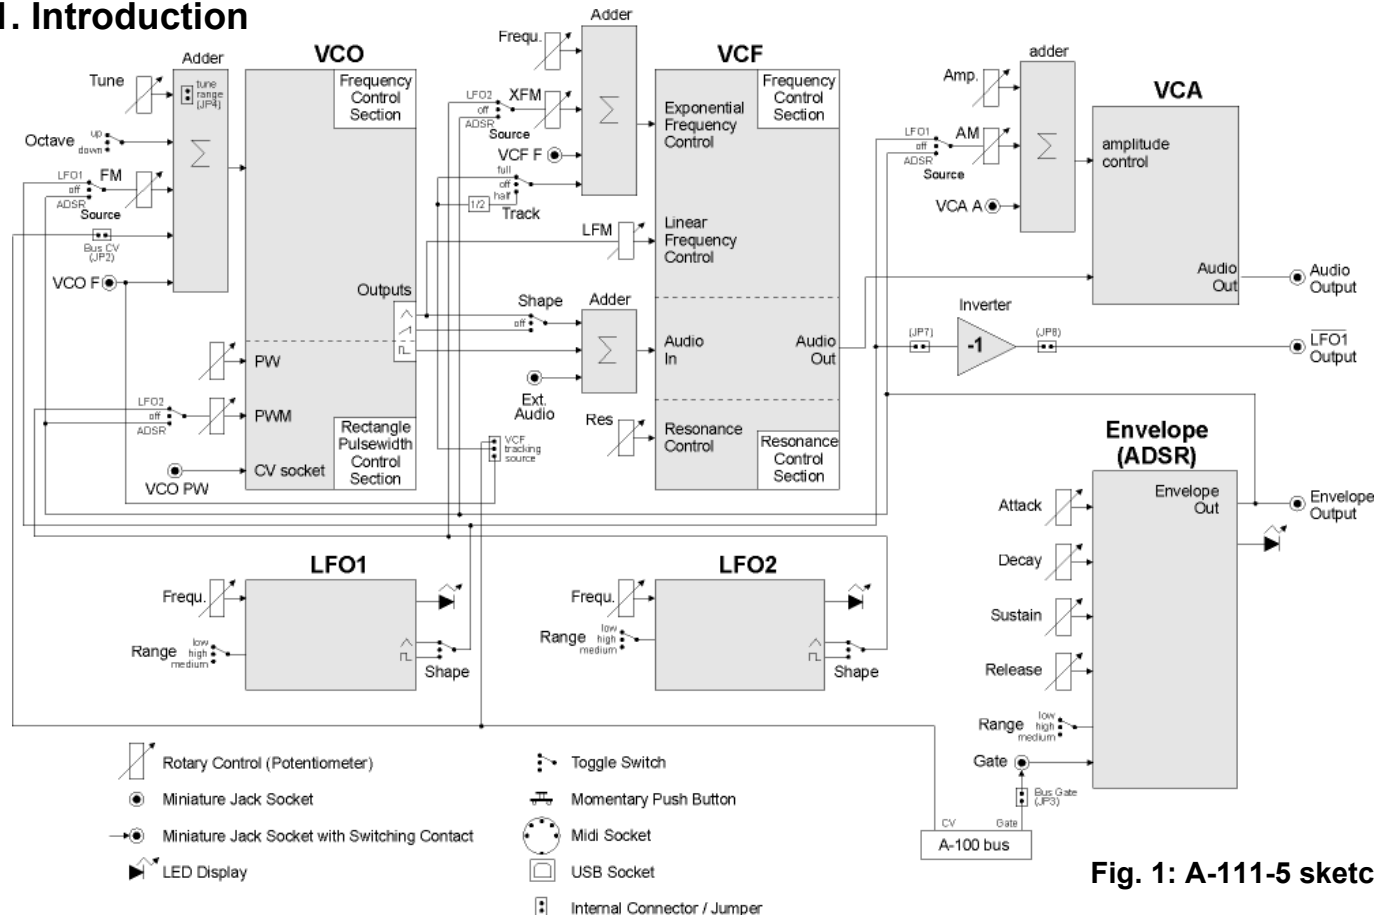 1. Introduction
VCO
Adder
Tune
tune
range
(JP4)
Octave
up
down
LFO1
off
ADSR
FM
Source
Bus CV
(JP2)
VCO F
Σ
Frequency
Control
Section
Outputs
PW
LFO2
off
ADSR
PWM
CV socket
VCO PW
Rectangle
Pulsewidth
Control
Section
Adder
Frequ.
LFO2
off
ADSR
XFM
Source
VCF F
full
off
half
1/2
Track
Σ
LFM
Shape
off
Adder
Σ
Ext.
Audio
Res
VCF
tracking
source
VCF
Frequency
Control
Section
Exponential
Frequency
Control
Linear
Frequency
Control
Audio
In
Audio
Out
Resonance
Control
Resonance
Control
Section
adder
Amp.
LFO1
off
ADSR
AM
Source
VCA A
Σ
VCA
amplitude
control
Audio
Out
Audio
Output
Inverter
(JP7)
-1
(JP8)
LFO1
Output
Envelope
(ADSR)
Envelope
Out
Envelope
Output
Attack
Decay
Sustain
Release
Range
low
high
medium
Gate
Bus Gate
(JP3)
CV
Gate
A-100 bus
LFO1
Frequ.
Range
low
high
medium
Shape
LFO2
Frequ.
Range
low
high
medium
Shape
Rotary Control (Potentiometer)
Miniature Jack Socket
Miniature Jack Socket with Switching Contact
LED Display
Toggle Switch
Momentary Push Button
Midi Socket
USB Socket
Internal Connector / Jumper
Fig. 1: A-111-5 sketc